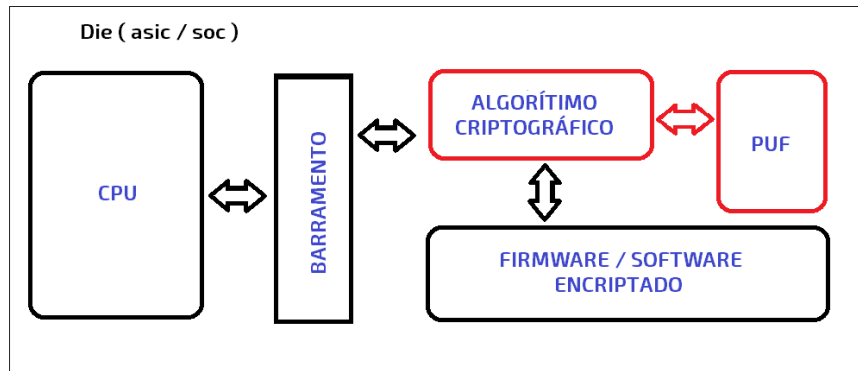 Die ( asic / soc )
CPU
BARRAMENTO
ALGORÍTIMO
CRIPTOGRÁFICO
PUF
FIRMWARE / SOFTWARE
ENCRIPTADO